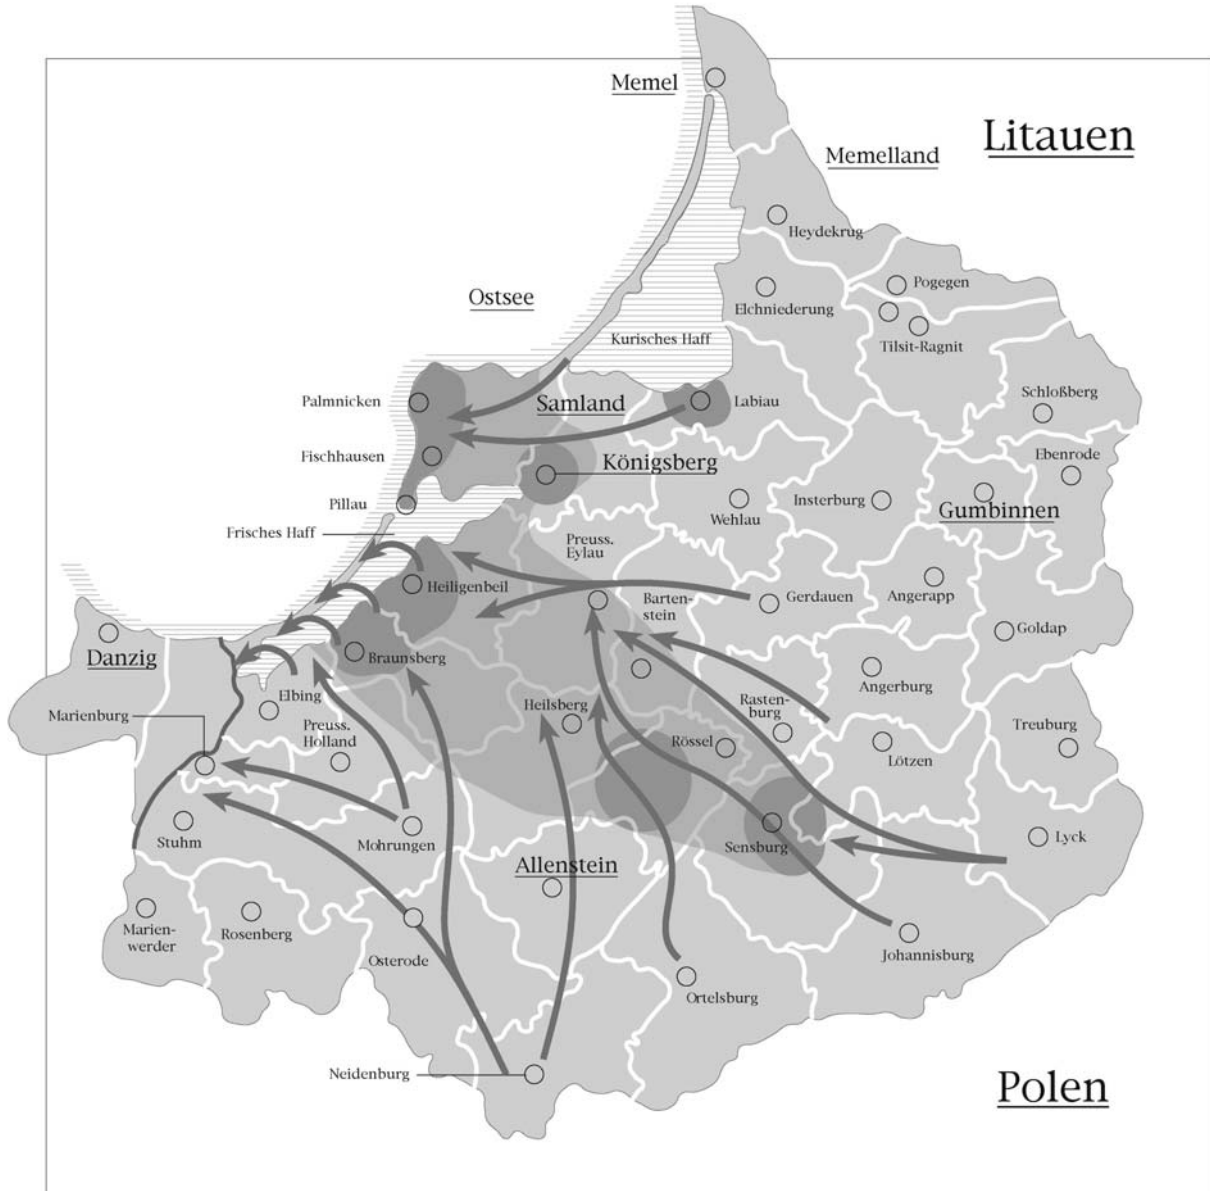 Memel
Litauen
Memelland
Heydekrug
Pogegen
Ostsee
Elchniederung
Kurisches Haff
Tilsit-Ragnit
Schloßberg
Palmnicken
Samland
Labiau
Fischhausen
Königsberg
Ebenrode
Pillau
Insterburg
Gumbinnen
Wehlau
Frisches Haff
Preuss.
Eylau
Heiligenbeil
Barten-
stein
Gerdauen
Angerapp
Goldap
Danzig
Braunsberg
Angerburg
Elbing
Marienburg
Preuss.
Holland
Heilsberg
Rasten-
burg
Treuburg
Rössel
Lötzen
Stuhm
Mohrungen
Sensburg
Lyck
Allenstein
Marien-
werder
Rosenberg
Osterode
Johannisburg
Ortelsburg
Neidenburg
Polen